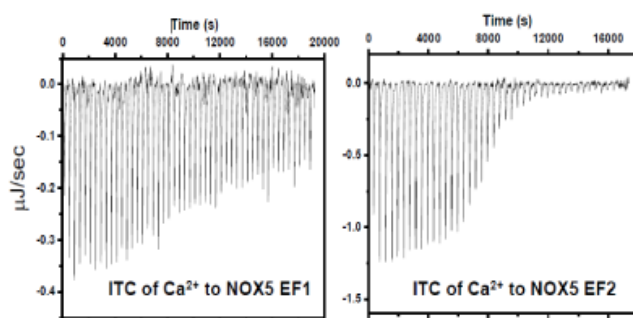 Time (s)
0 4000 8000 12000 16000 20000
0.0
-0.1
-0.2
-0.3
-0.4
μJ/sec
ITC of Ca²⁺ to NOX5 EF1
Time (s)
0 4000 8000 12000 16000
0.0
-0.5
-1.0
-1.5
ITC of Ca²⁺ to NOX5 EF2